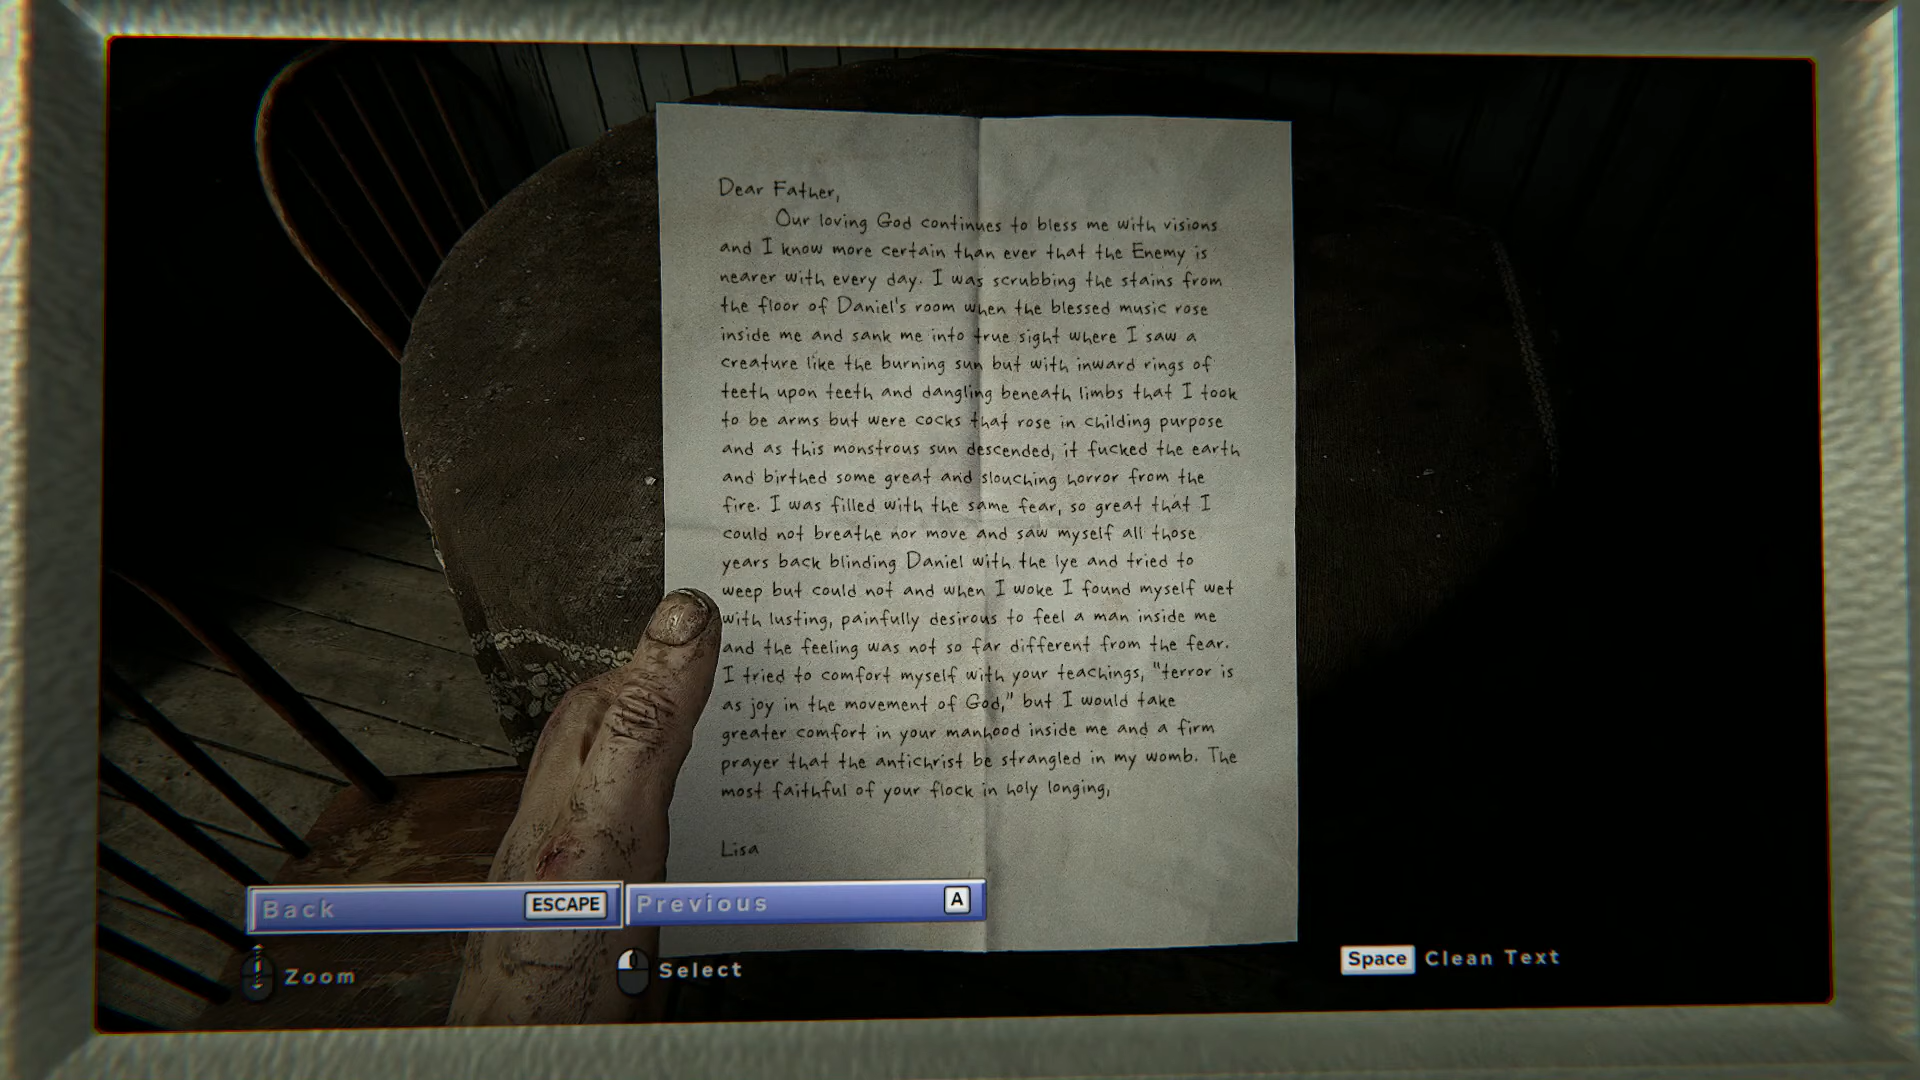 Dear Father,
Our loving God continues to bless me with visions
and I know more certain than ever that the Enemy is
nearer with every day. I was scrubbing the stains from
the floor of Daniel's room when the blessed music rose
inside me and sank me into true sight where I saw a
creature like the burning sun but with inward rings of
teeth upon teeth and dangling beneath limbs that I took
to be arms but were cocks that rose in childing purpose
and as this monstrous sun descended, it fucked the earth
and birthed some great and slouching horror from the
fire. I was filled with the same fear, so great that I
could not breathe nor move and saw myself all those
years back blinding Daniel with the lye and tried to
weep but could not and when I woke I found myself wet
with lusting, painfully desirous to feel a man inside me
and the feeling was not so far different from the fear.
I tried to comfort myself with your teachings, "terror is
as joy in the movement of God," but I would take
greater comfort in your manhood inside me and a firm
prayer that the antichrist be strangled in my womb. The
most faithful of your flock in holy longing,
Lisa
Back ESCAPE Previous A
Zoom Select Space Clean Text